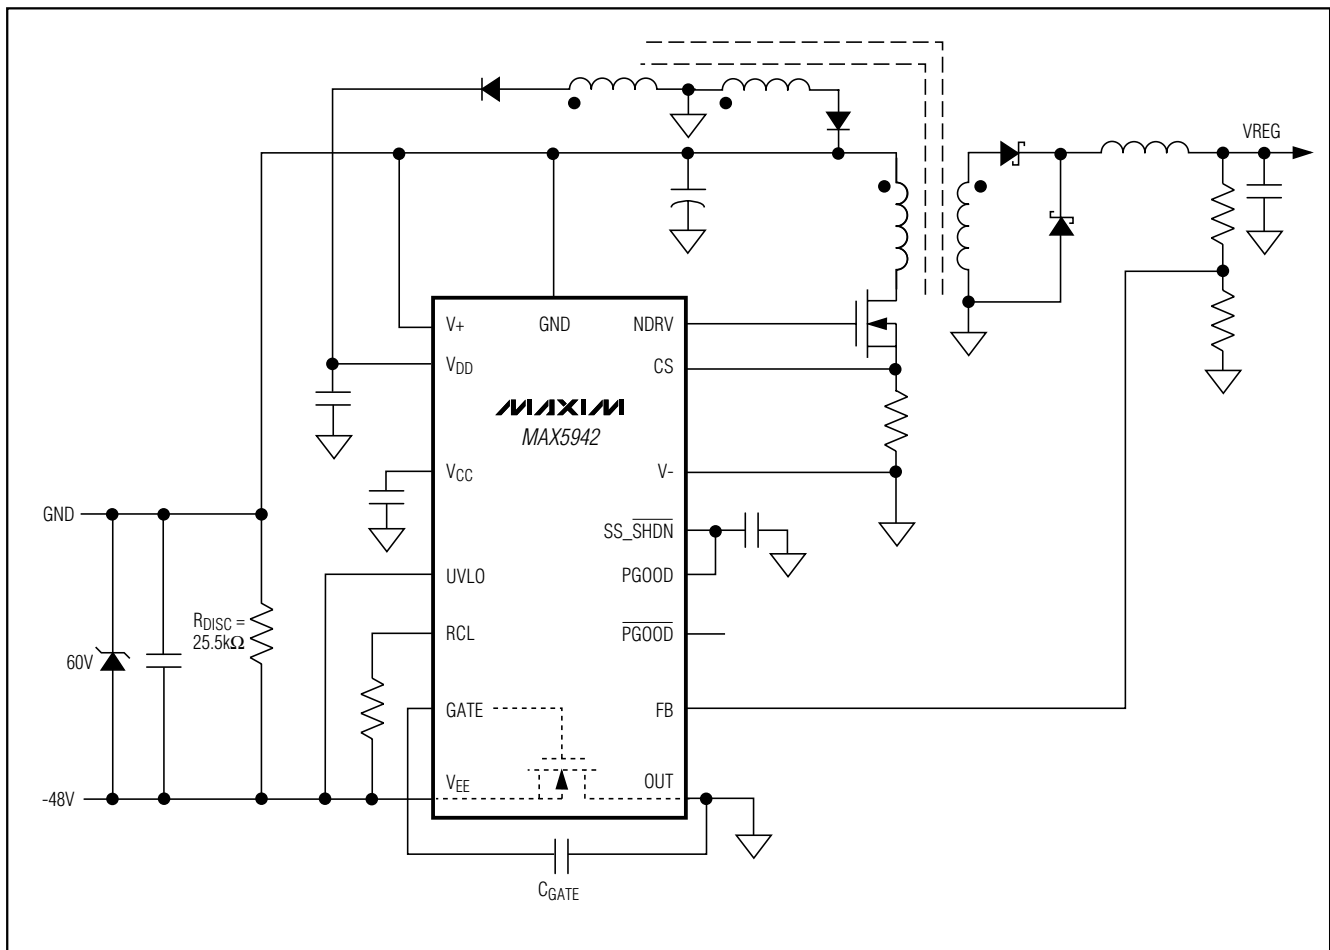 VREG
V+
GND
NDRV
VDD
CS
MAXIM
MAX5942
VCC
V-
GND
SS_SHDN
UVLO
PGOOD
RDISC =
25.5kΩ
RCL
PGOOD
60V
GATE
FB
VEE
OUT
-48V
CGATE